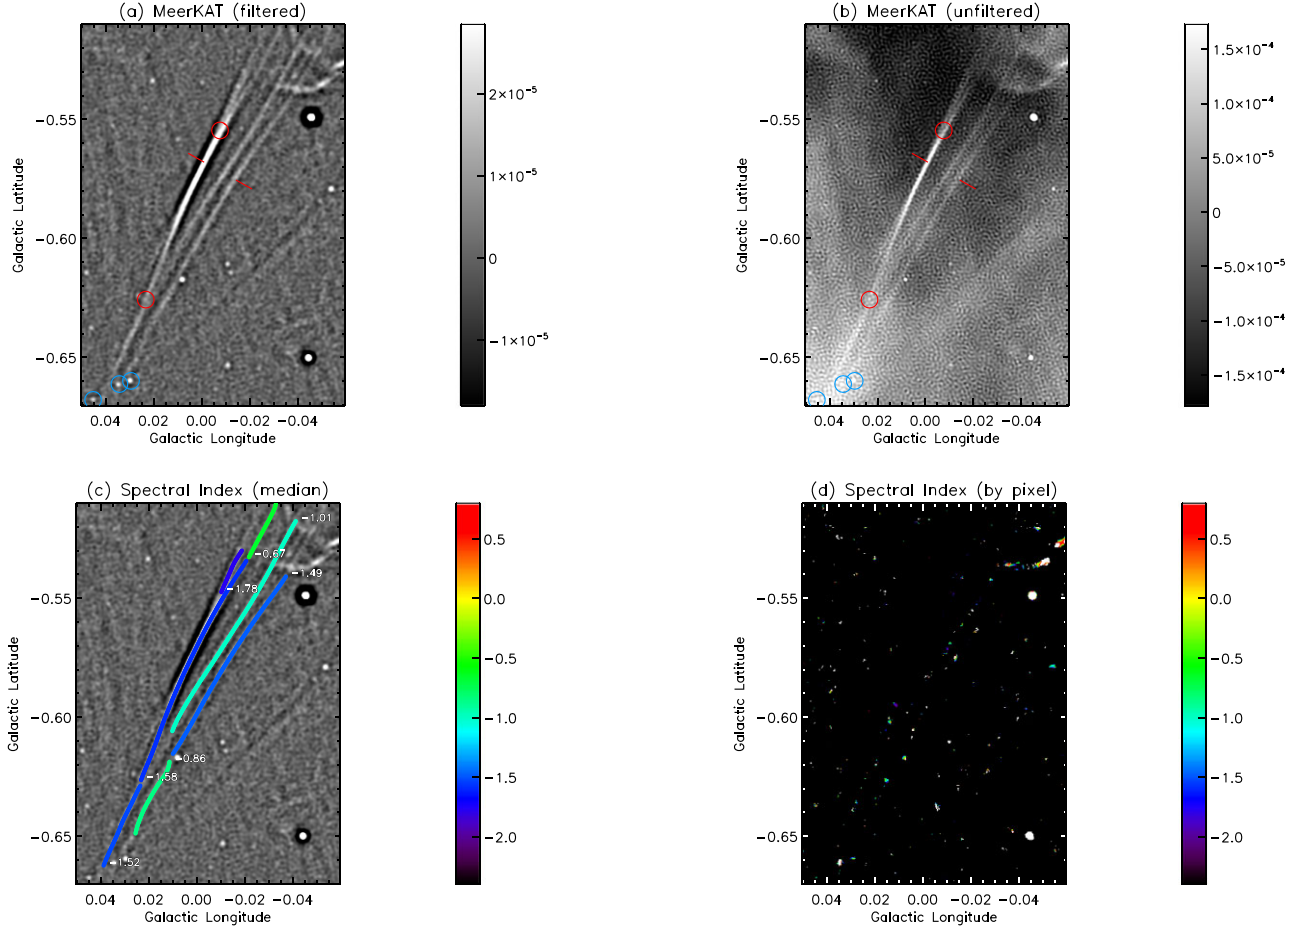 (a) MeerKAT (filtered)
2×10⁻⁵
1×10⁻⁵
0
−1×10⁻⁵
−0.55
−0.60
−0.65
Galactic Latitude
0.04 0.02 0.00 −0.02 −0.04
Galactic Longitude
(b) MeerKAT (unfiltered)
1.5×10⁻⁴
1.0×10⁻⁴
5.0×10⁻⁵
0
−5.0×10⁻⁵
−1.0×10⁻⁴
−1.5×10⁻⁴
−0.55
−0.60
−0.65
Galactic Latitude
0.04 0.02 0.00 −0.02 −0.04
Galactic Longitude
(c) Spectral Index (median)
−1.01
−0.67
−1.49
−1.78
−0.86
−1.58
−1.52
0.5
0.0
−0.5
−1.0
−1.5
−2.0
−0.55
−0.60
−0.65
Galactic Latitude
0.04 0.02 0.00 −0.02 −0.04
Galactic Longitude
(d) Spectral Index (by pixel)
0.5
0.0
−0.5
−1.0
−1.5
−2.0
−0.55
−0.60
−0.65
Galactic Latitude
0.04 0.02 0.00 −0.02 −0.04
Galactic Longitude